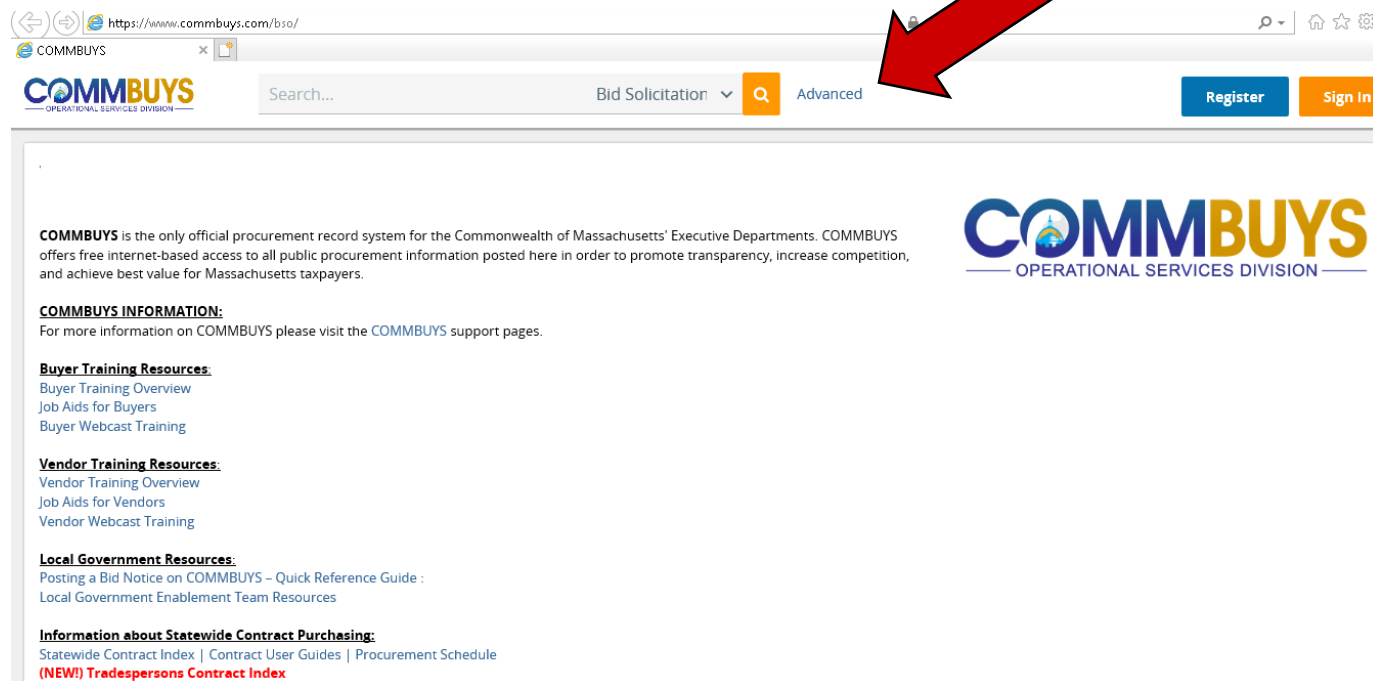 https://www.commbuys.com/bso/
COMMBUYS
COMMBUYS
OPERATIONAL SERVICES DIVISION
Search...
Bid Solicitation
Advanced
Register
Sign In
COMMBUYS
OPERATIONAL SERVICES DIVISION
COMMBUYS is the only official procurement record system for the Commonwealth of Massachusetts' Executive Departments. COMMBUYS
offers free internet-based access to all public procurement information posted here in order to promote transparency, increase competition,
and achieve best value for Massachusetts taxpayers.
COMMBUYS INFORMATION:
For more information on COMMBUYS please visit the COMMBUYS support pages.
Buyer Training Resources:
Buyer Training Overview
Job Aids for Buyers
Buyer Webcast Training
Vendor Training Resources:
Vendor Training Overview
Job Aids for Vendors
Vendor Webcast Training
Local Government Resources:
Posting a Bid Notice on COMMBUYS – Quick Reference Guide :
Local Government Enablement Team Resources
Information about Statewide Contract Purchasing:
Statewide Contract Index | Contract User Guides | Procurement Schedule
(NEW!) Tradespersons Contract Index